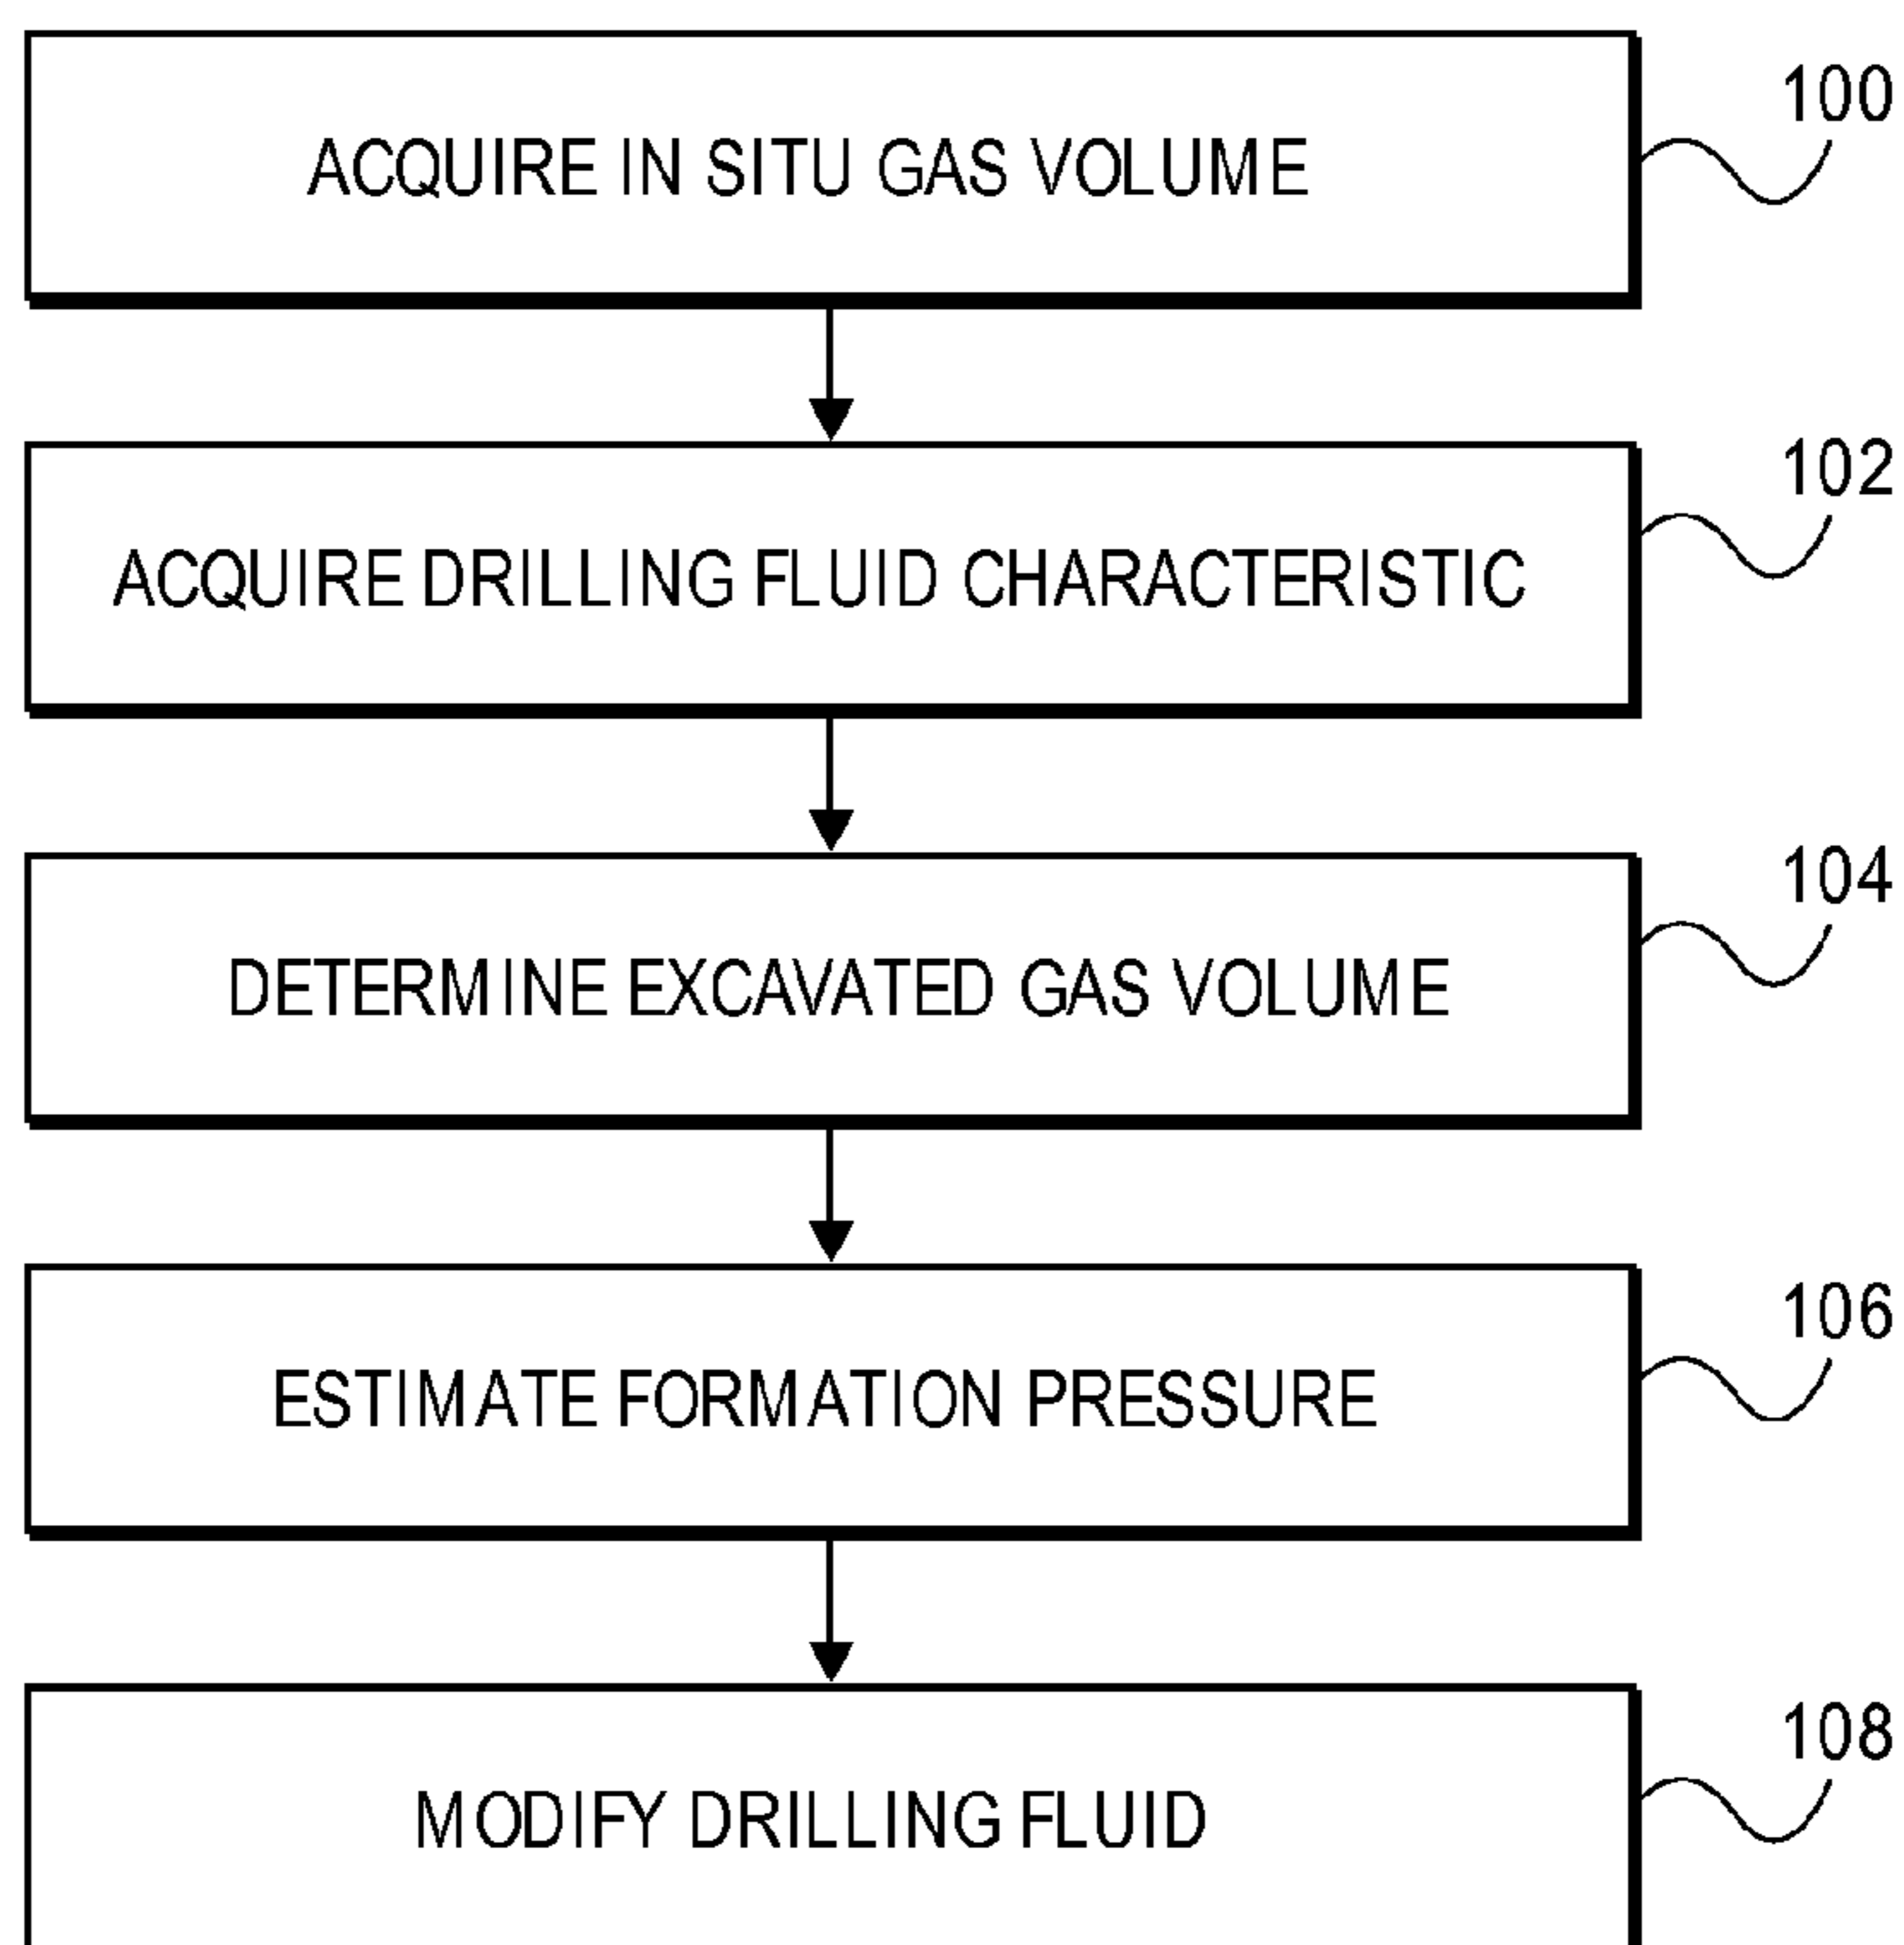 ACQUIRE IN SITU GAS VOLUME
100
ACQUIRE DRILLING FLUID CHARACTERISTIC
102
DETERMINE EXCAVATED GAS VOLUME
104
ESTIMATE FORMATION PRESSURE
106
MODIFY DRILLING FLUID
108